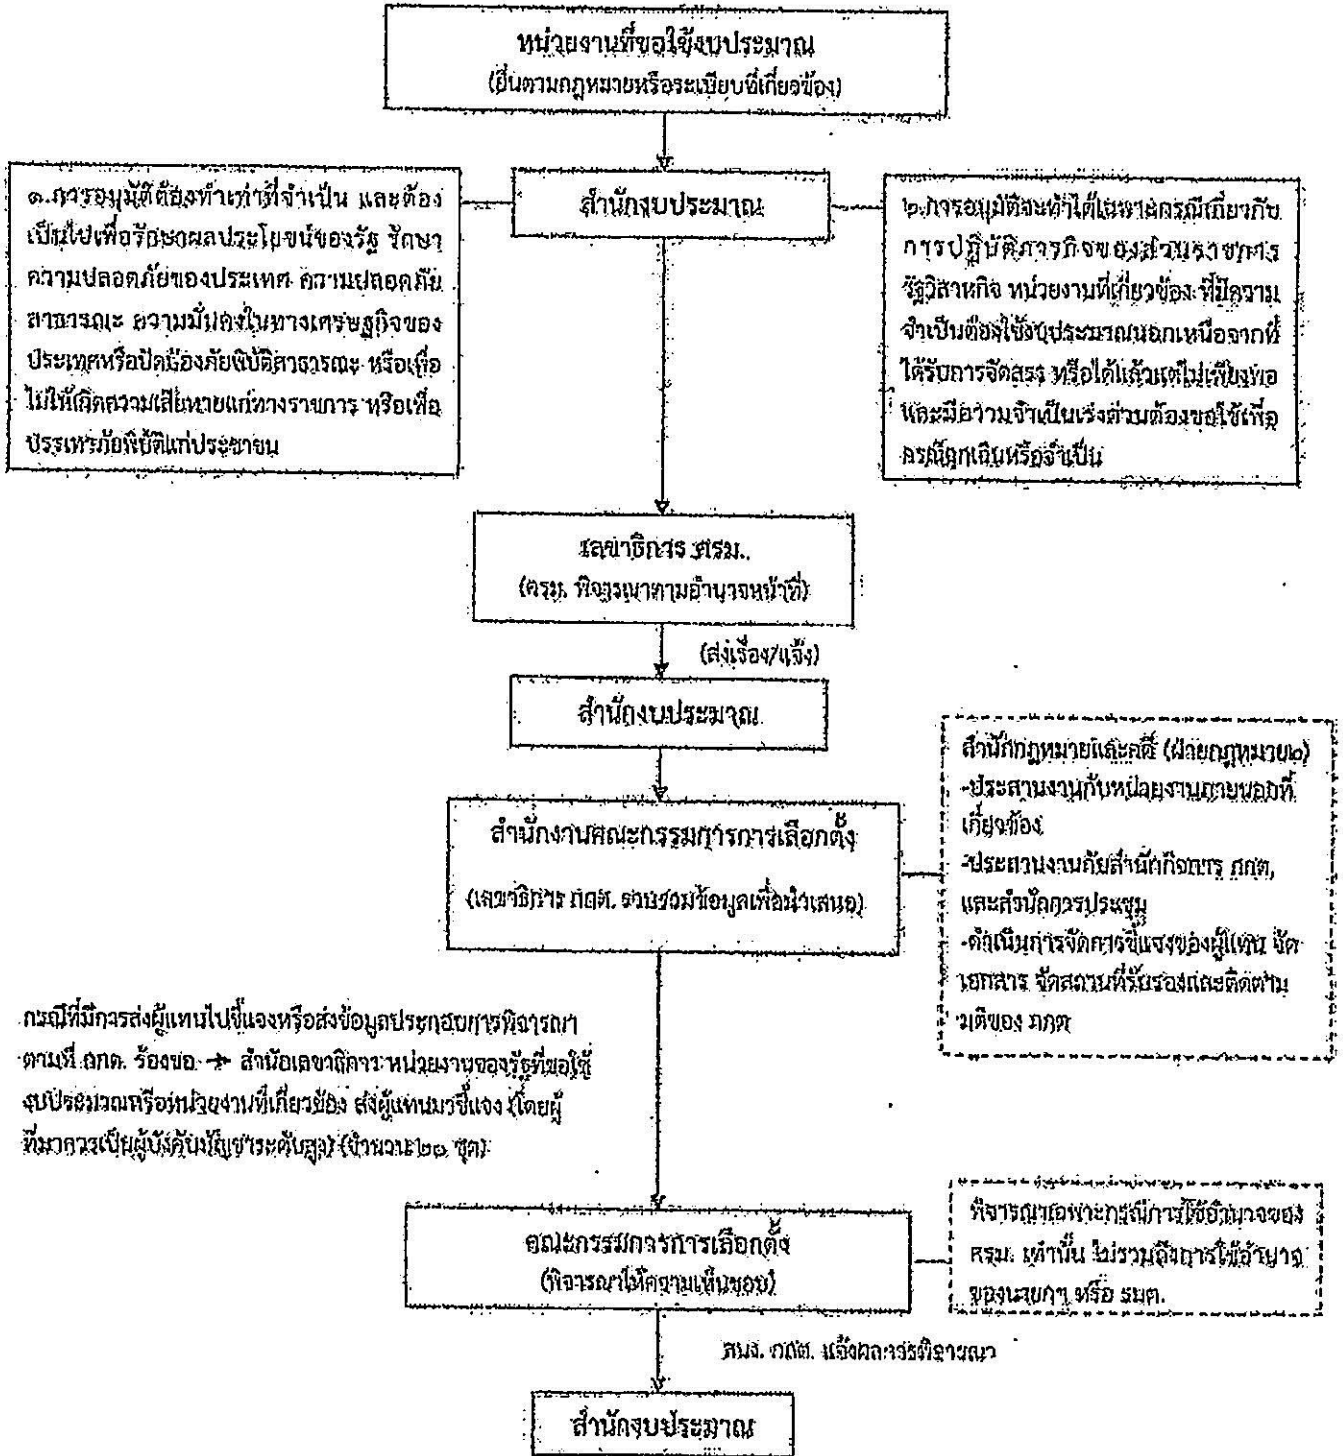 หน่วยงานที่ขอใช้งบประมาณ
(ยื่นตามกฎหมายหรือระเบียบที่เกี่ยวข้อง)
สำนักงบประมาณ
๑.การอนุมัติต้องทำเท่าที่จำเป็น และต้อง
เป็นไปเพื่อรักษาผลประโยชน์ของรัฐ รักษา
ความปลอดภัยของประเทศ ความปลอดภัย
สาธารณะ ความมั่นคงในทางเศรษฐกิจของ
ประเทศหรือปัดป้องภัยพิบัติสาธารณะ หรือเพื่อ
ไม่ให้เกิดความเสียหายแก่ทางราชการ หรือเพื่อ
บรรเทาภัยพิบัติแก่ประชาชน
๒.การอนุมัติจะทำได้เฉพาะกรณีเกี่ยวกับ
การปฏิบัติภารกิจของส่วนราชการ
รัฐวิสาหกิจ หน่วยงานที่เกี่ยวข้อง ที่มีความ
จำเป็นต้องใช้งบประมาณนอกเหนือจากที่
ได้รับการจัดสรร หรือได้แล้วแต่ไม่เพียงพอ
และมีความจำเป็นเร่งด่วนต้องขอใช้เพื่อ
กรณีฉุกเฉินหรือจำเป็น
เลขาธิการ ครม.
(ครม. พิจารณาตามอำนาจหน้าที่)
(ส่งเรื่อง/แจ้ง)
สำนักงบประมาณ
สำนักงานคณะกรรมการการเลือกตั้ง
(เลขาธิการ กกต. รวบรวมข้อมูลเพื่อนำเสนอ)
สำนักกฎหมายและคดี (ฝ่ายกฎหมาย๒)
-ประสานงานกับหน่วยงานภายนอกที่
เกี่ยวข้อง
-ประสานงานกับสำนักกิจการ กกต.
และสำนักการประชุม
-ดำเนินการจัดการชี้แจงของผู้แทน จัด
เอกสาร จัดสถานที่รับรองและติดตาม
มติของ กกต
กรณีที่มีการส่งผู้แทนไปชี้แจงหรือส่งข้อมูลประกอบการพิจารณา
ตามที่ กกต. ร้องขอ → สำนักเลขาธิการ หน่วยงานของรัฐที่ขอใช้
งบประมาณหรือหน่วยงานที่เกี่ยวข้อง ส่งผู้แทนมาชี้แจง (โดยผู้
ที่มาควรเป็นผู้บังคับบัญชาระดับสูง) (จำนวน ๒๑ ชุด)
คณะกรรมการการเลือกตั้ง
(พิจารณาให้ความเห็นชอบ)
พิจารณาเฉพาะกรณีการใช้อำนาจของ
ครม. เท่านั้น ไม่รวมถึงการใช้อำนาจ
ของนายกฯ หรือ รมต.
สนง. กกต. แจ้งผลการพิจารณา
สำนักงบประมาณ